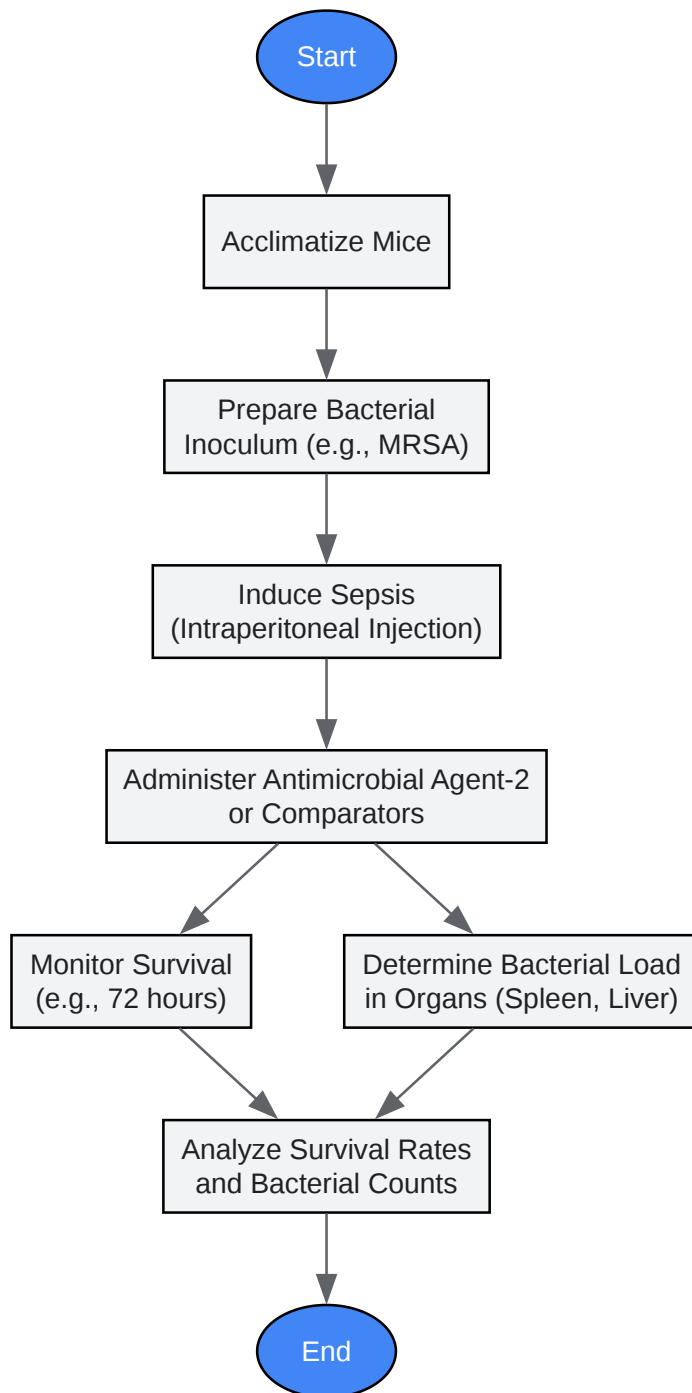 Start
Acclimatize Mice
Prepare Bacterial
Inoculum (e.g., MRSA)
Induce Sepsis
(Intraperitoneal Injection)
Administer Antimicrobial Agent-2
or Comparators
Monitor Survival
(e.g., 72 hours)
Determine Bacterial Load
in Organs (Spleen, Liver)
Analyze Survival Rates
and Bacterial Counts
End